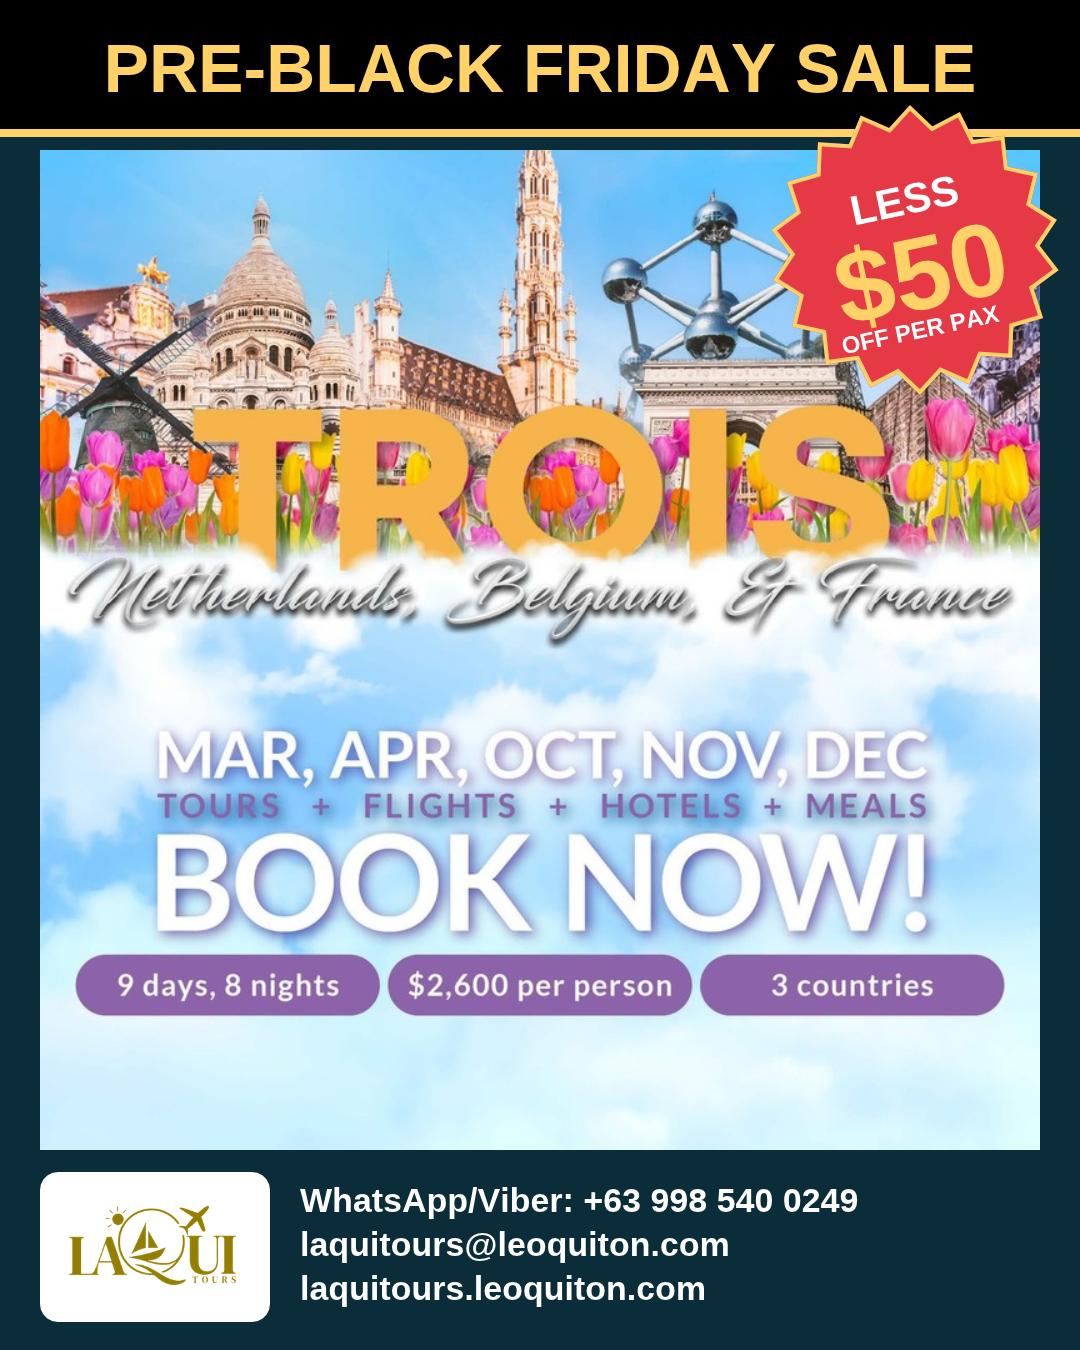 PRE-BLACK FRIDAY SALE
LESS
$50
OFF PER PAX
TROIS
Netherlands, Belgium, & France
MAR, APR, OCT, NOV, DEC
TOURS + FLIGHTS + HOTELS + MEALS
BOOK NOW!
9 days, 8 nights
$2,600 per person
3 countries
LAQUI
TOURS
WhatsApp/Viber: +63 998 540 0249
laquitours@leoquiton.com
laquitours.leoquiton.com